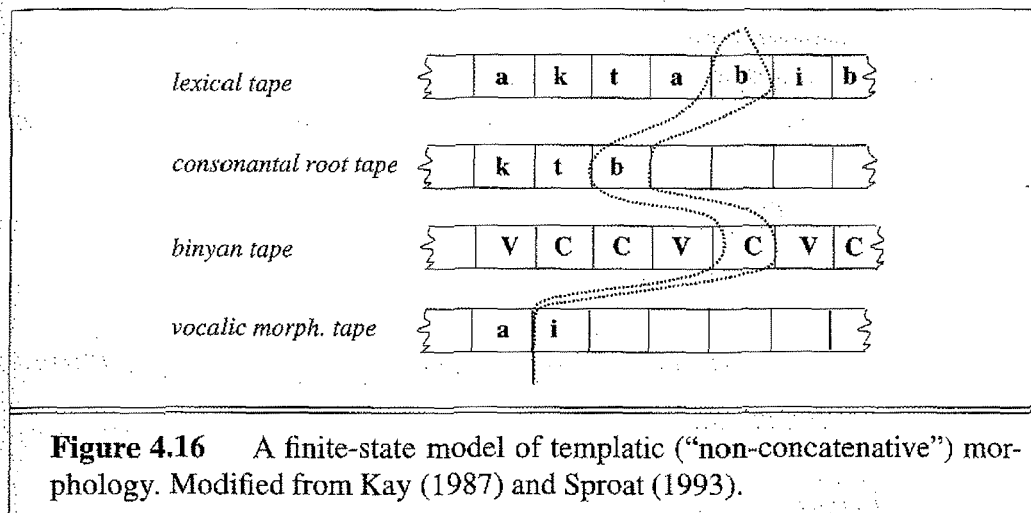 lexical tape a k t a b i b
consonantal root tape k t b
binyan tape V C C V C V C
vocalic morph. tape a i
Figure 4.16 A finite-state model of templatic (“non-concatenative”) mor-
phology. Modified from Kay (1987) and Sproat (1993).